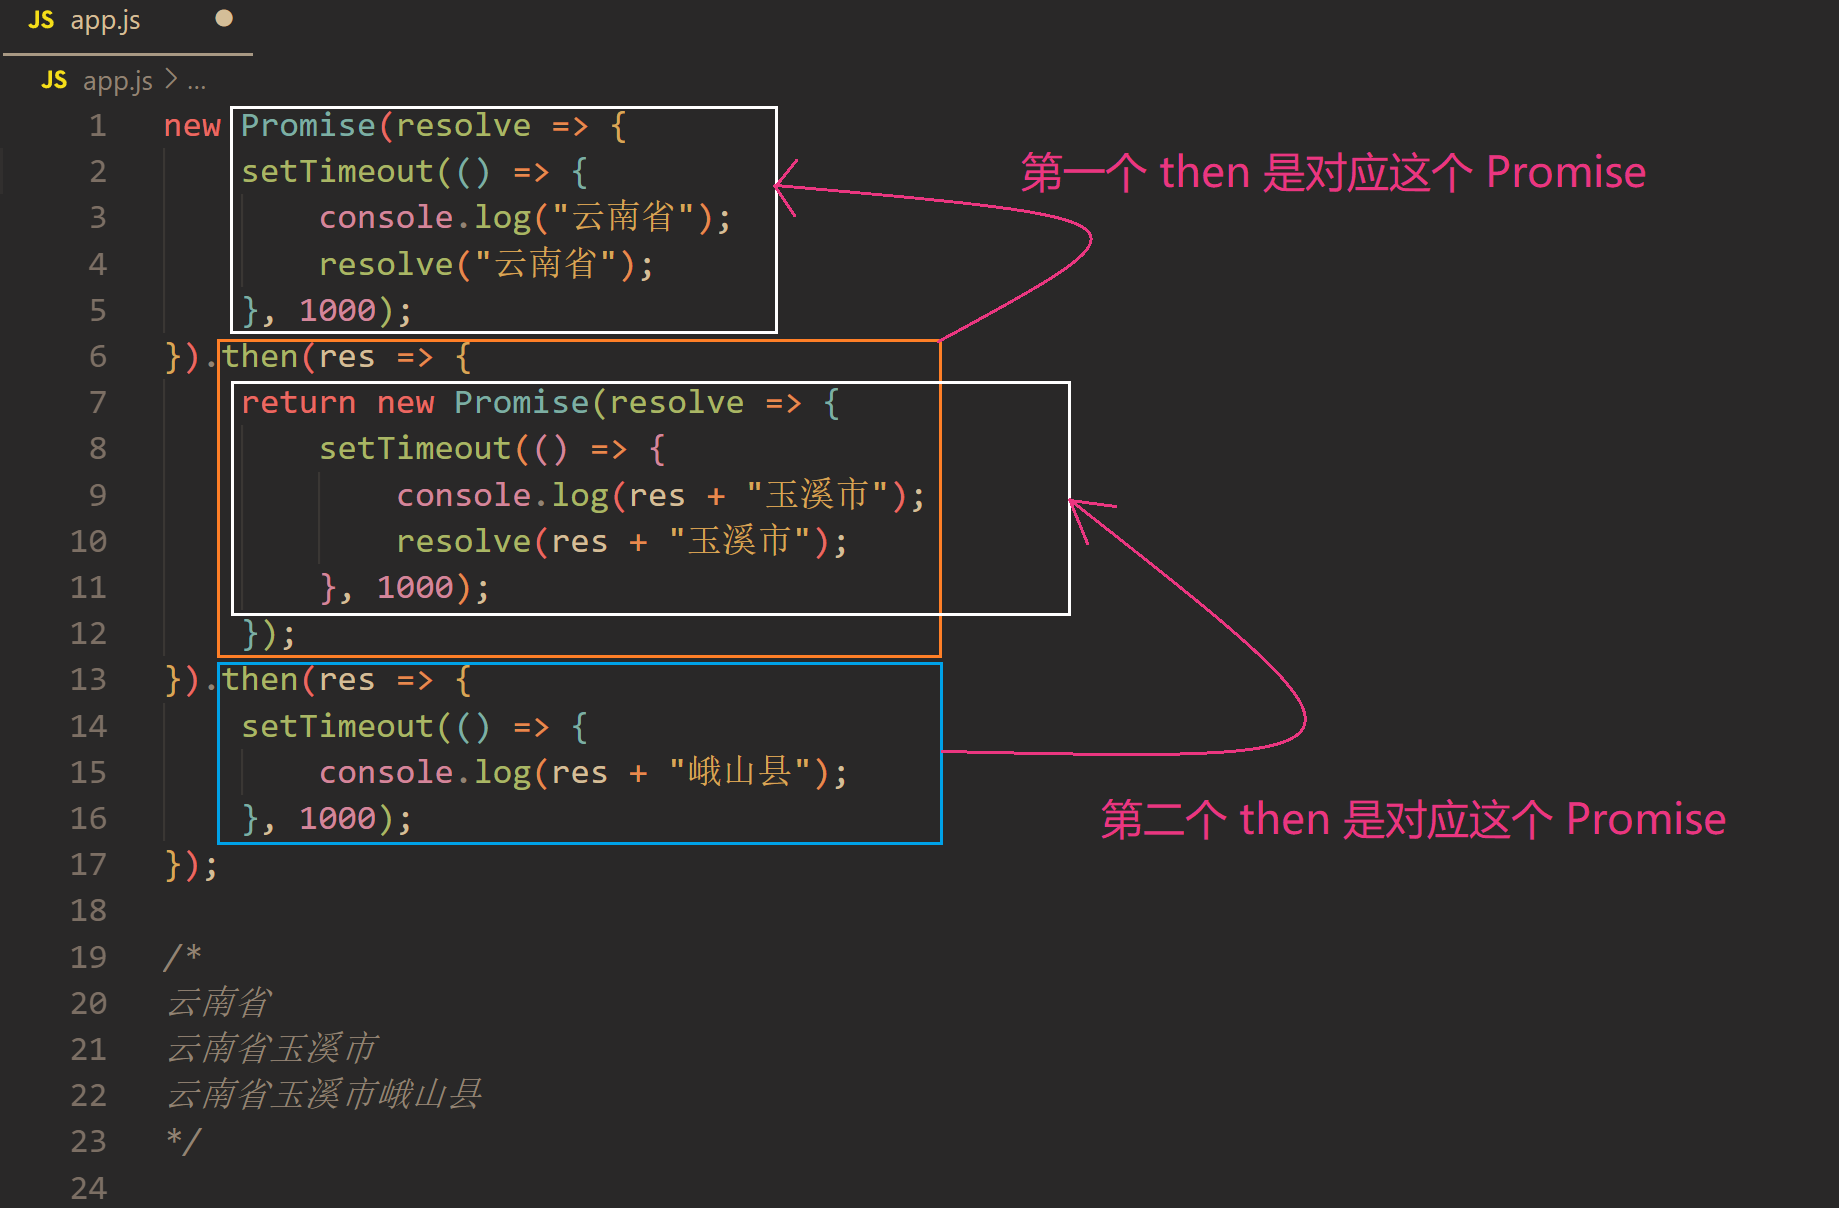 JS app.js
JS app.js > ...
1 new Promise(resolve => {
2 setTimeout(() => {
第一个 then 是对应这个 Promise
3 console.log("云南省");
4 resolve("云南省");
5 }, 1000);
6 }).then(res => {
7 return new Promise(resolve => {
8 setTimeout(() => {
9 console.log(res + "玉溪市");
10 resolve(res + "玉溪市");
11 }, 1000);
12 });
13 }).then(res => {
14 setTimeout(() => {
15 console.log(res + "峨山县");
16 }, 1000);
第二个 then 是对应这个 Promise
17 });
18
19 /*
20 云南省
21 云南省玉溪市
22 云南省玉溪市峨山县
23 */
24